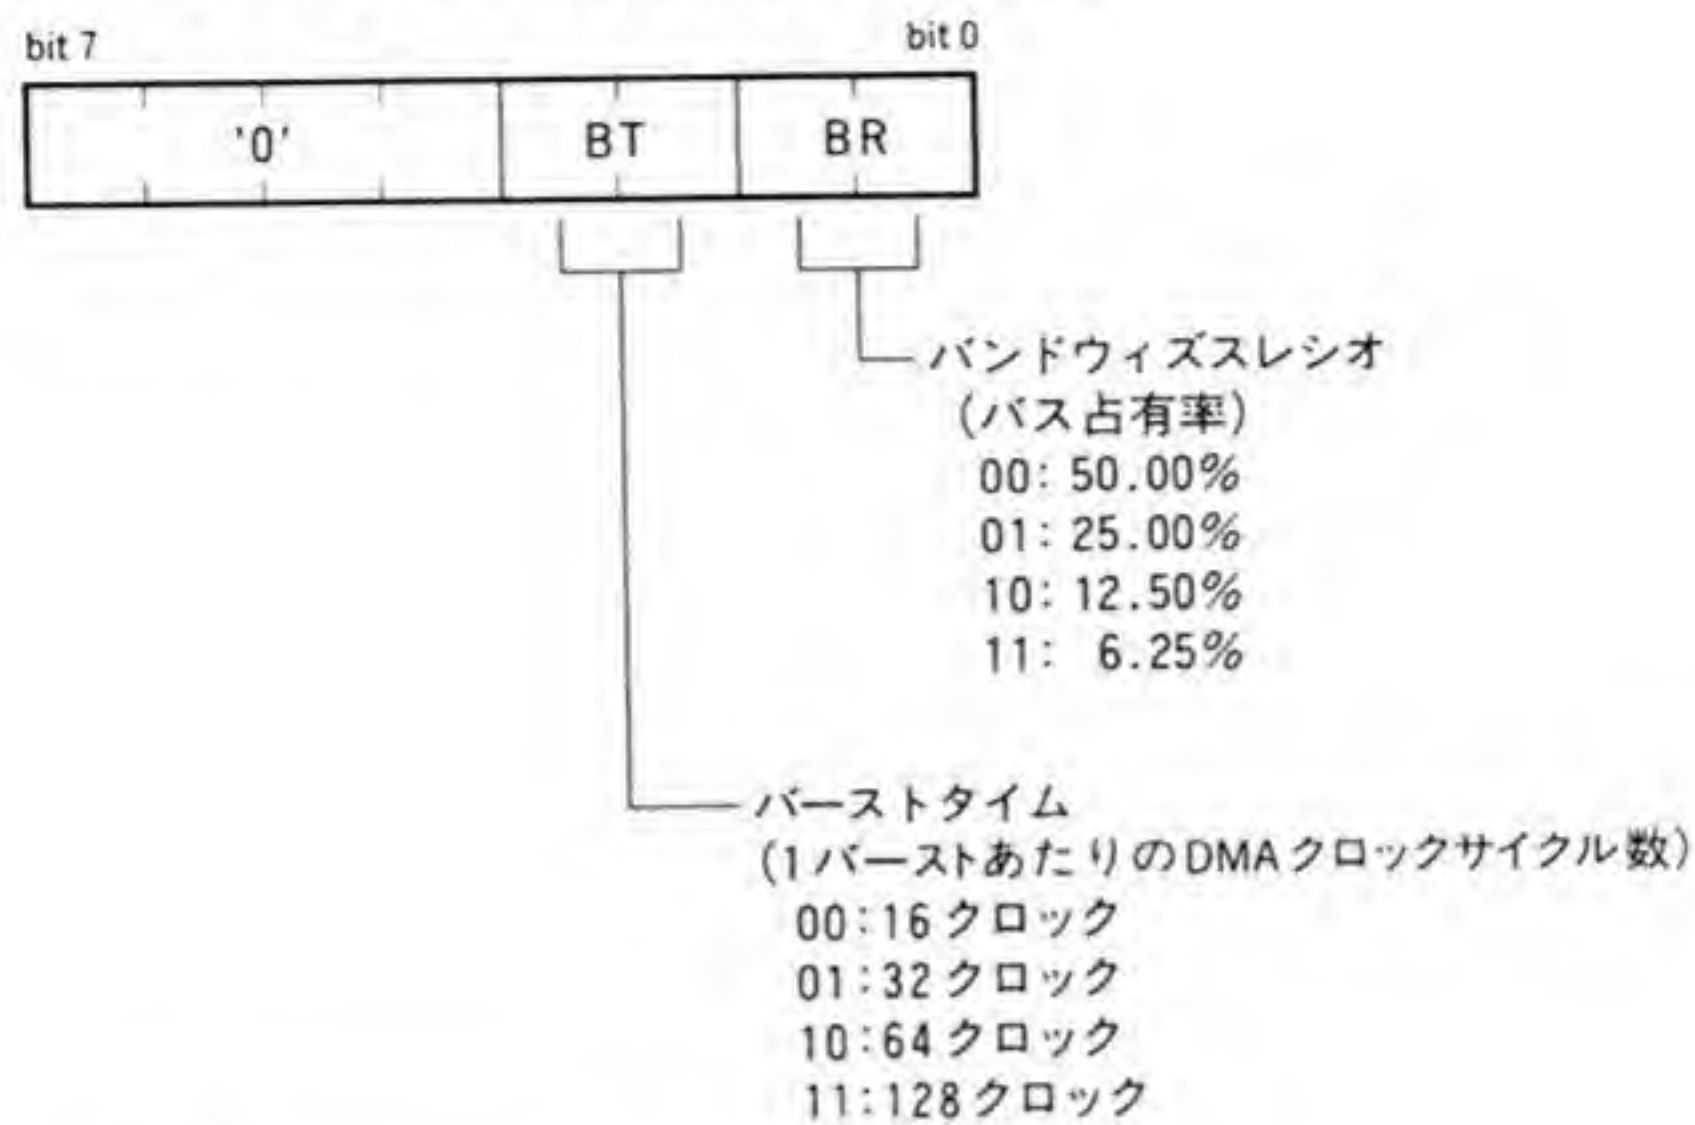 bit 7 bit 0
'0' BT BR
バンドウィズスレシオ
(バス占有率)
00: 50.00%
01: 25.00%
10: 12.50%
11: 6.25%
バーストタイム
(1バーストあたりのDMAクロックサイクル数)
00:16クロック
01:32クロック
10:64クロック
11:128クロック